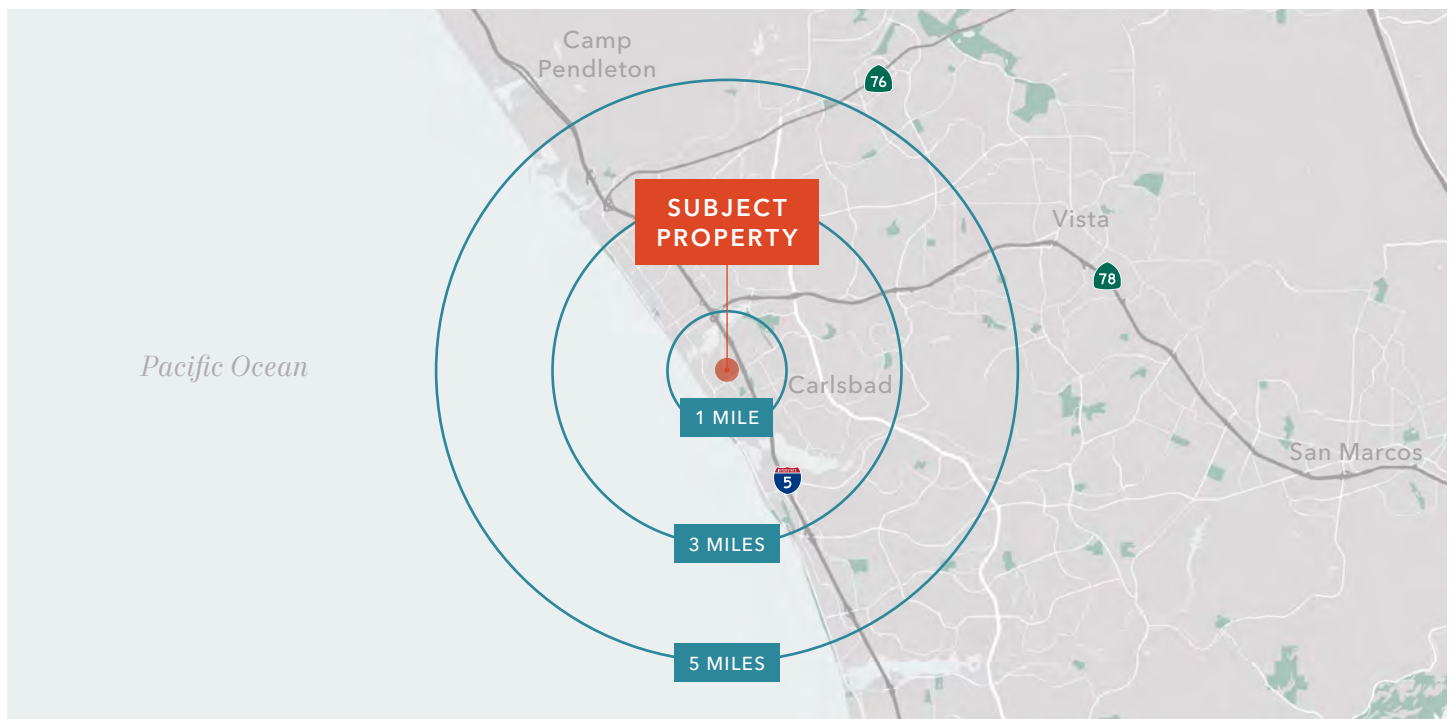 Camp
Pendleton
76
SUBJECT
PROPERTY
Vista
78
Pacific Ocean
Carlsbad
1 MILE
San Marcos
5
3 MILES
5 MILES